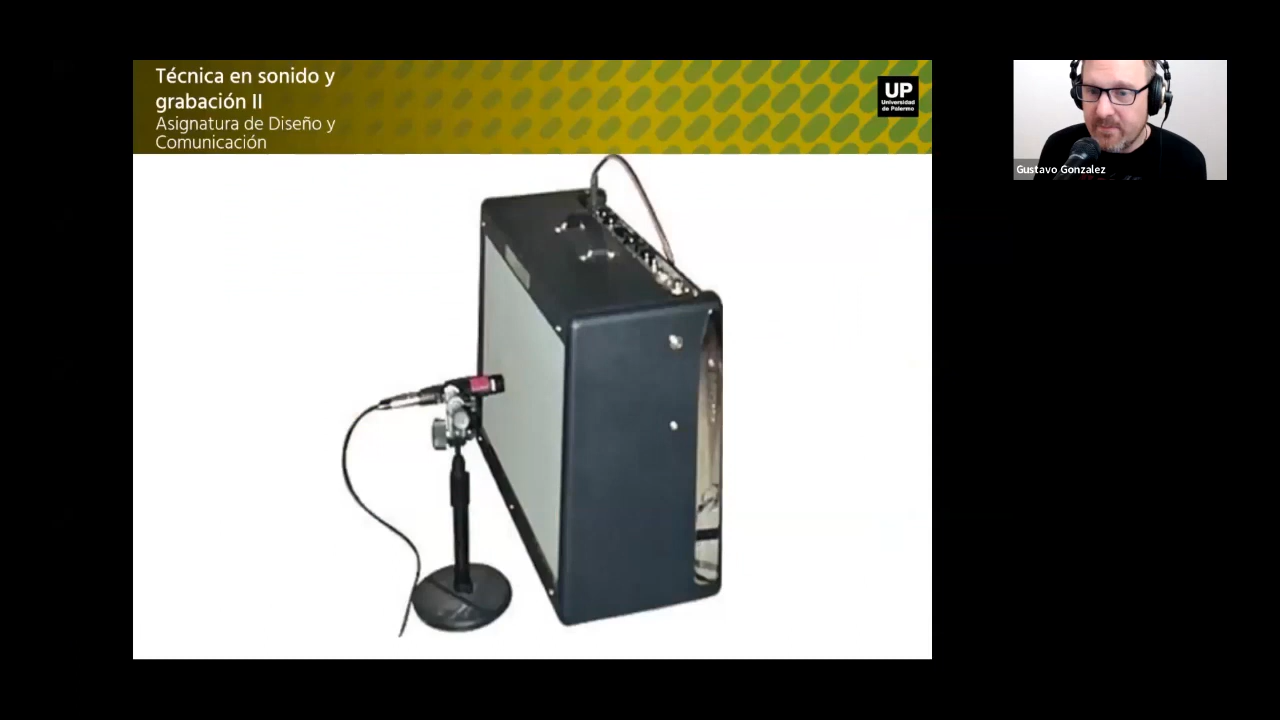 Técnica en sonido y
grabación II
Asignatura de Diseño y
Comunicación
UP
Universidad
de Palermo
Gustavo Gonzalez